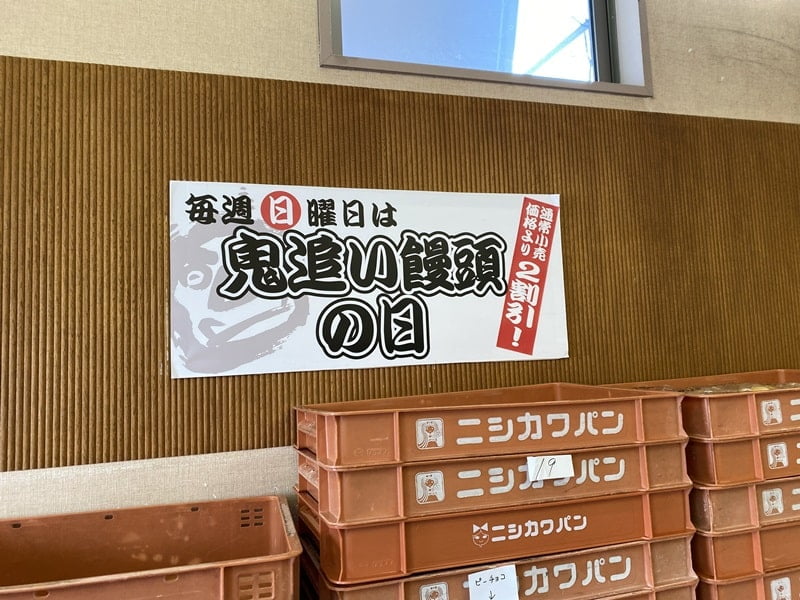 毎週日曜日は
鬼追い饅頭
の日
通常小売
価格より
2割引!
ニシカワパン
ニシカワパン
19
ニシカワパン
カワパン
ピーチョコ
↓